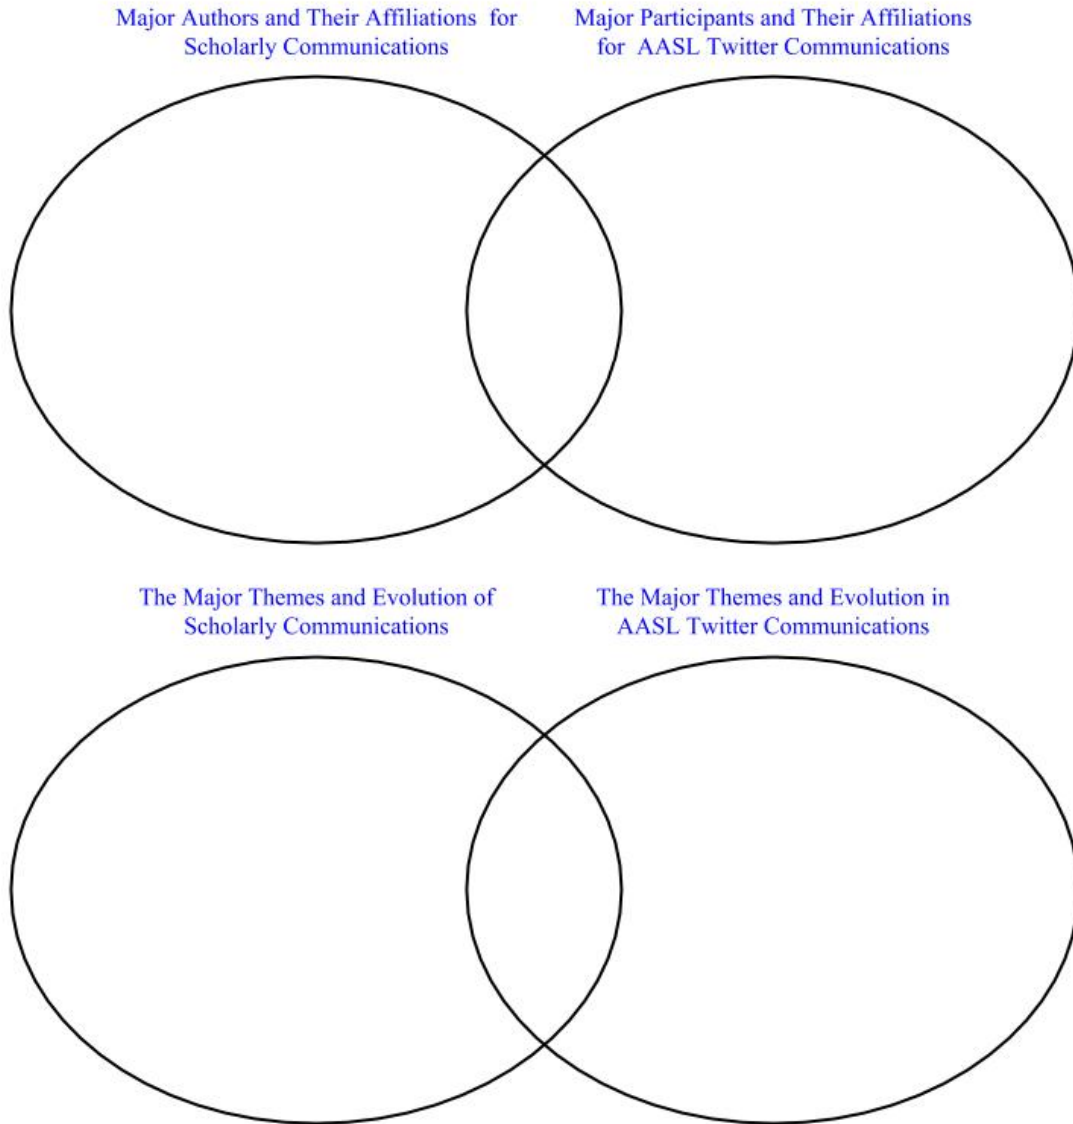 Major Authors and Their Affiliations for
Scholarly Communications
Major Participants and Their Affiliations
for AASL Twitter Communications
The Major Themes and Evolution of
Scholarly Communications
The Major Themes and Evolution in
AASL Twitter Communications